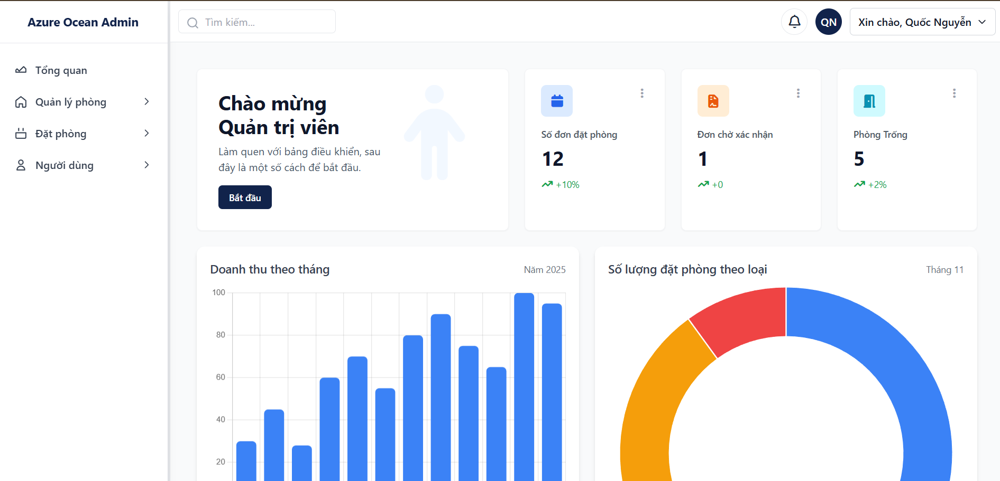 Azure Ocean Admin
Tìm kiếm...
QN
Xin chào, Quốc Nguyễn
Tổng quan
Quản lý phòng
Đặt phòng
Người dùng
Chào mừng
Quản trị viên
Làm quen với bảng điều khiển, sau
đây là một số cách để bắt đầu.
Bắt đầu
Số đơn đặt phòng
12
+10%
Đơn chờ xác nhận
1
+0
Phòng Trống
5
+2%
Doanh thu theo tháng
Năm 2025
100
80
60
40
20
Số lượng đặt phòng theo loại
Tháng 11